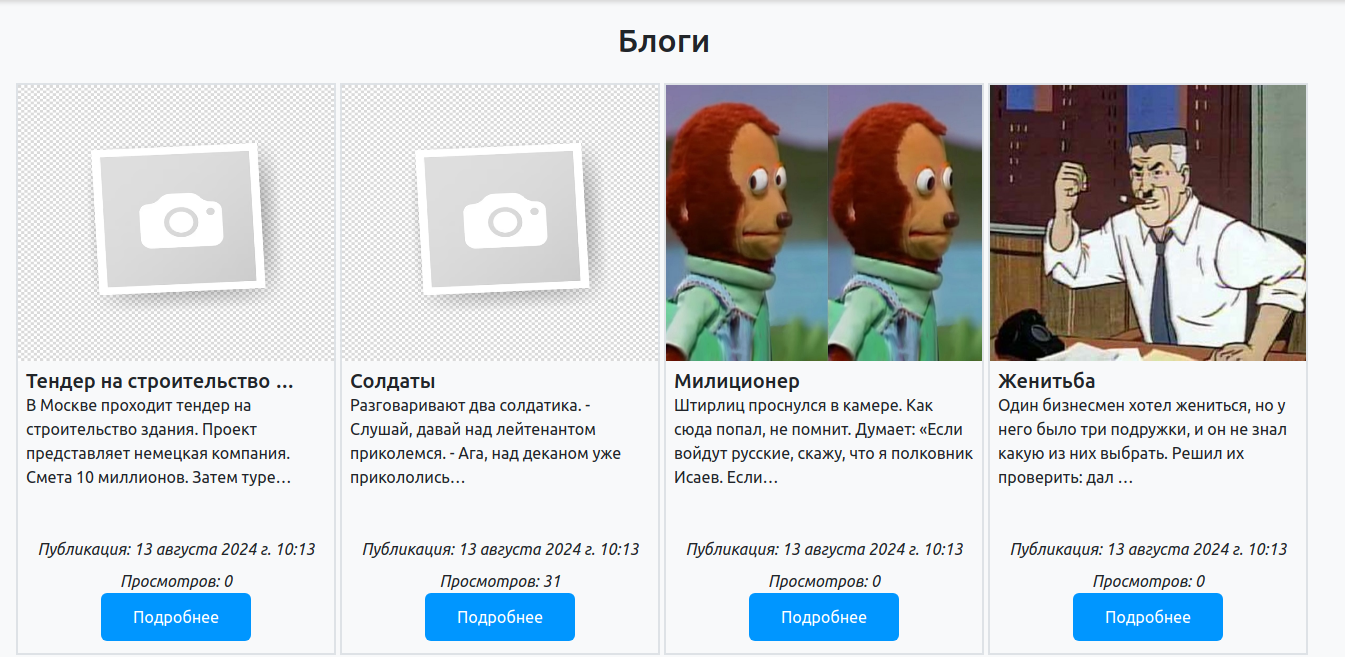 Блоги
Тендер на строительство ...
В Москве проходит тендер на
строительство здания. Проект
представляет немецкая компания.
Смета 10 миллионов. Затем туре…
Публикация: 13 августа 2024 г. 10:13
Просмотров: 0
Подробнее
Солдаты
Разговаривают два солдатика. -
Слушай, давай над лейтенантом
приколемся. - Ага, над деканом уже
прикололись…
Публикация: 13 августа 2024 г. 10:13
Просмотров: 31
Подробнее
Милиционер
Штирлиц проснулся в камере. Как
сюда попал, не помнит. Думает: «Если
войдут русские, скажу, что я полковник
Исаев. Если…
Публикация: 13 августа 2024 г. 10:13
Просмотров: 0
Подробнее
Женитьба
Один бизнесмен хотел жениться, но у
него было три подружки, и он не знал
какую из них выбрать. Решил их
проверить: дал …
Публикация: 13 августа 2024 г. 10:13
Просмотров: 0
Подробнее